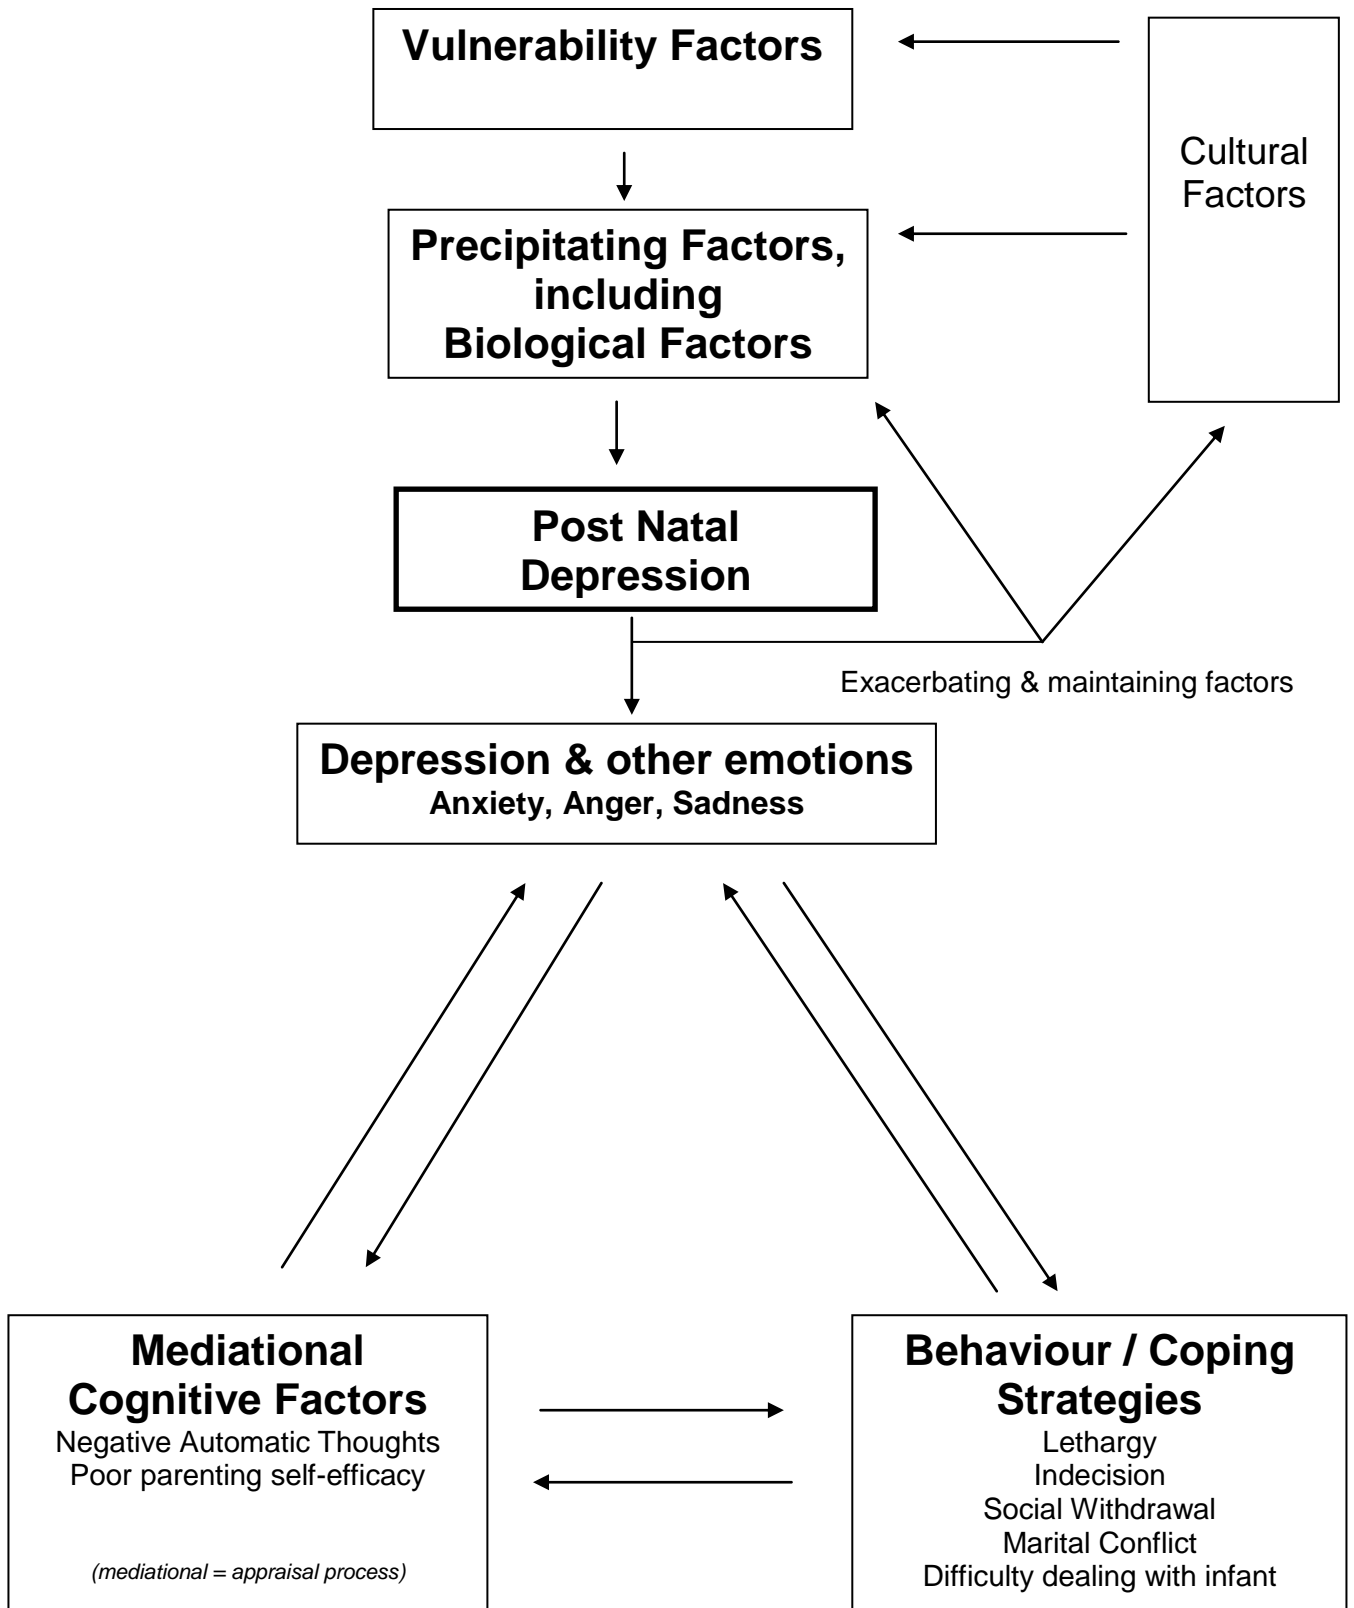 Vulnerability Factors
Cultural
Factors
Precipitating Factors,
including
Biological Factors
Post Natal
Depression
Exacerbating & maintaining factors
Depression & other emotions
Anxiety, Anger, Sadness
Mediational
Cognitive Factors
Negative Automatic Thoughts
Poor parenting self-efficacy
(mediational = appraisal process)
Behaviour / Coping
Strategies
Lethargy
Indecision
Social Withdrawal
Marital Conflict
Difficulty dealing with infant